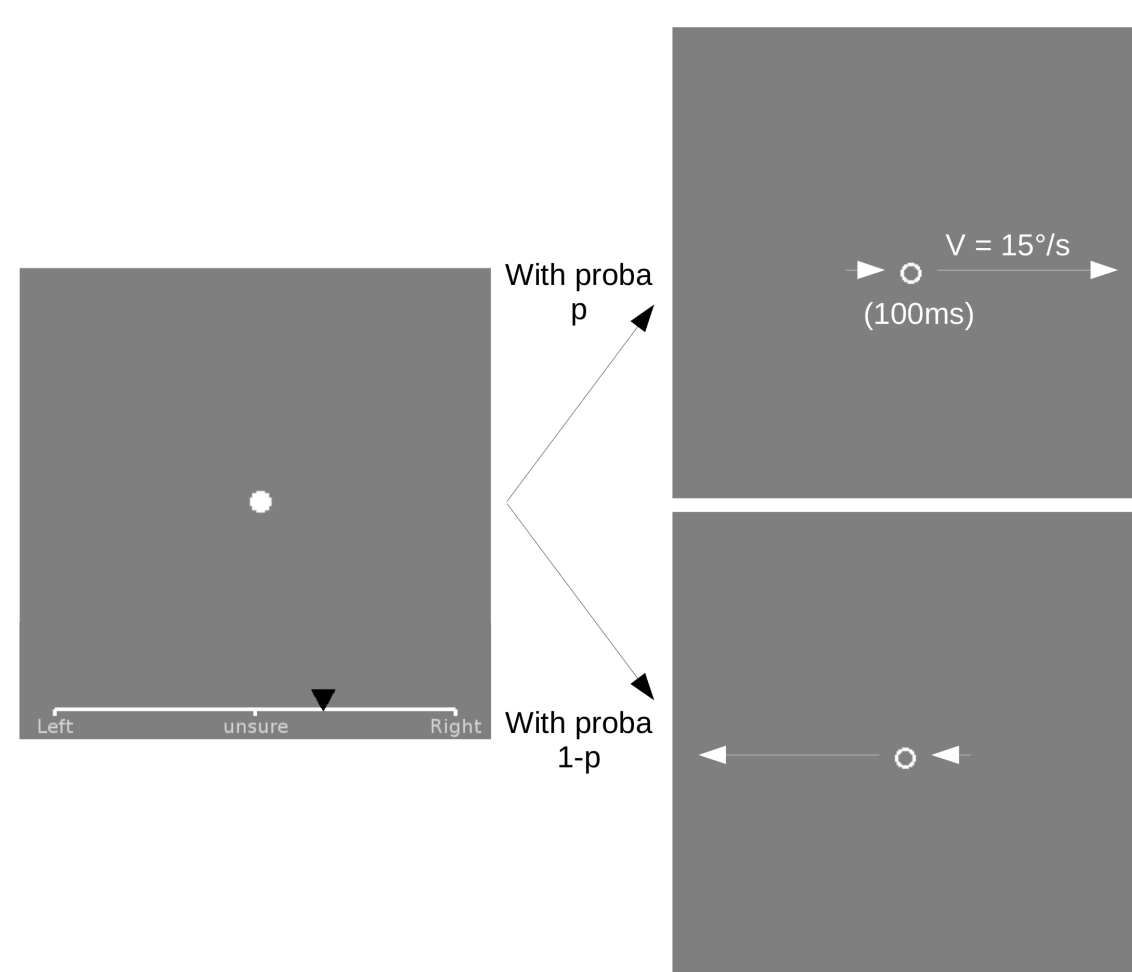 With proba
p
V = 15°/s
(100ms)
Left unsure Right
With proba
1-p